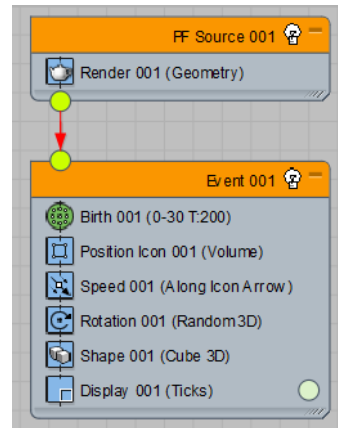 PF Source 001
Render 001 (Geometry)
Event 001
Birth 001 (0-30 T:200)
Position Icon 001 (Volume)
Speed 001 (Along Icon Arrow)
Rotation 001 (Random 3D)
Shape 001 (Cube 3D)
Display 001 (Ticks)